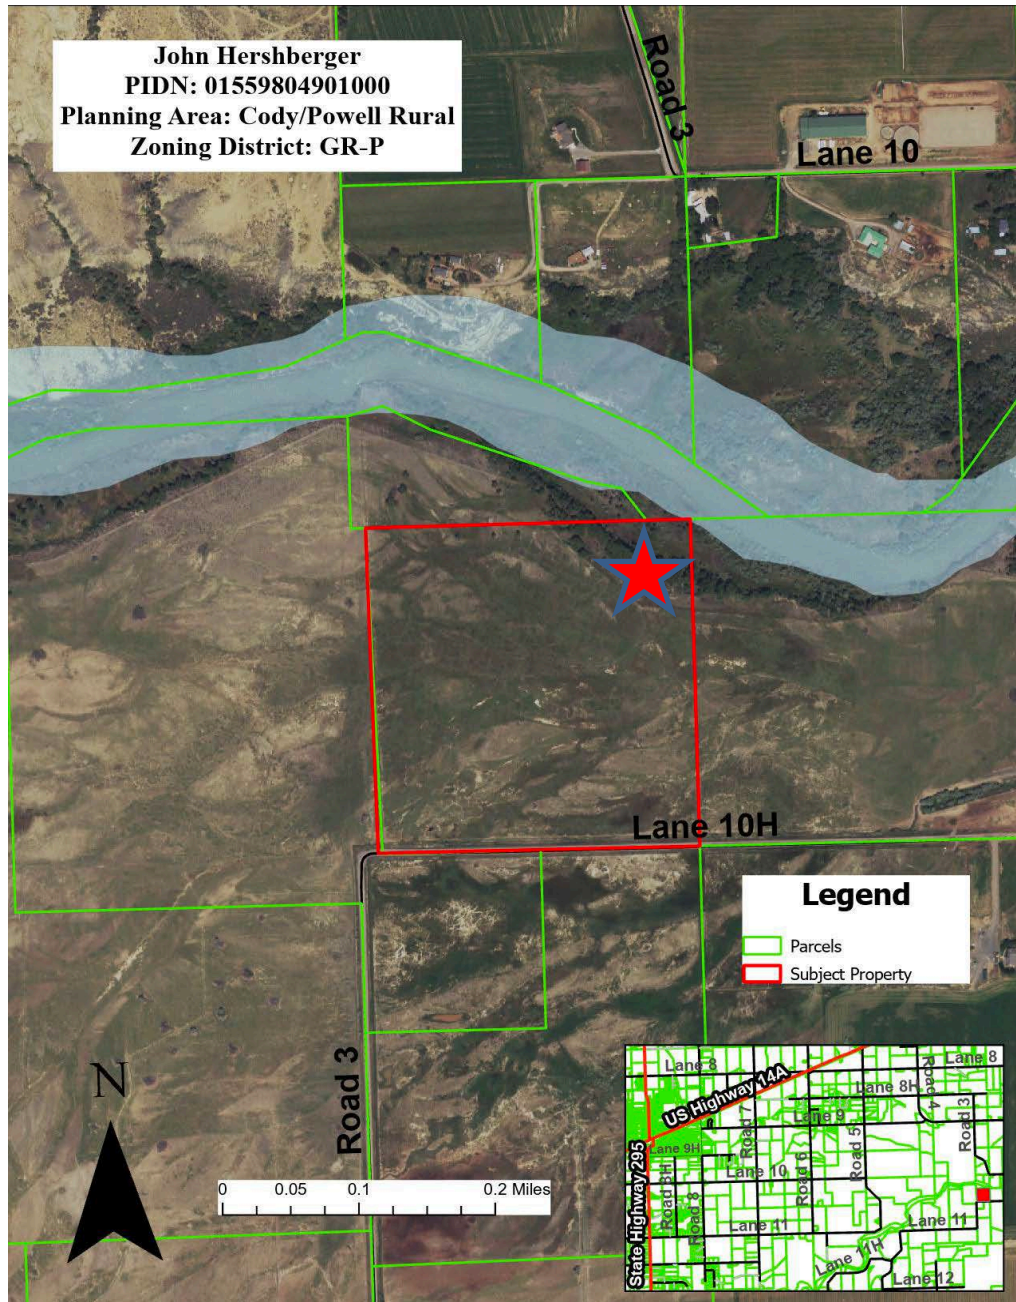 John Hershberger
PIDN: 01559804901000
Planning Area: Cody/Powell Rural
Zoning District: GR-P
Road 3
Lane 10
Lane 10H
Legend
Parcels
Subject Property
N
Road 3
0 0.05 0.1 0.2 Miles
Lane 8
Lane 8
US Highway 14A
Lane 8H
Road 4
Road 3
Lane 9
Road 7
Road 5
Lane 9H
Road 6
Lane 10
State Highway 295
Road 8H
Road 8
Lane 11
Lane 11
Lane 11H
Lane 12